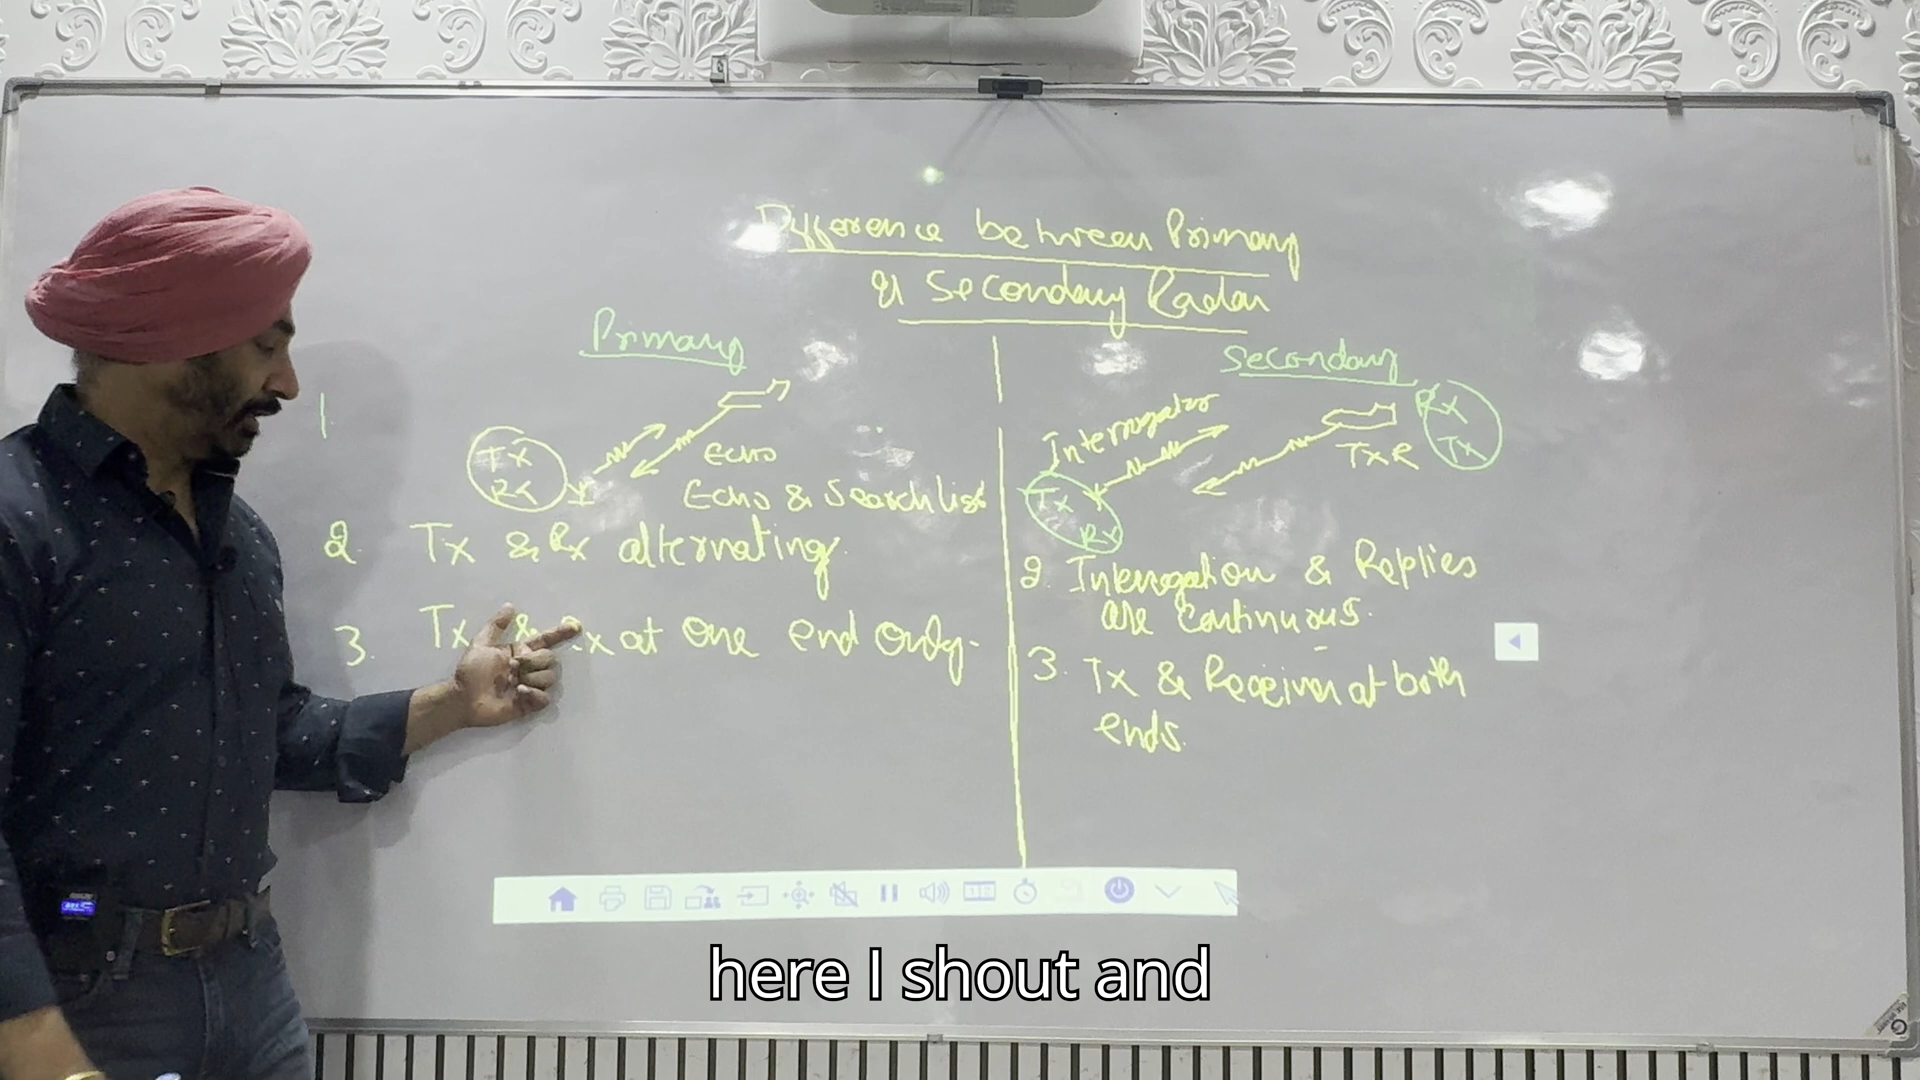 Difference between Primary
& Secondary Radar
Primary
1.
Tx
Rx
Echo
Echo & Search list
2. Tx & Rx alternating.
3. Tx & Rx at one end only.
Secondary
Interrogator
Tx
Rx
TxR
Rx
Tx
2. Interrogation & Replies
are continuous.
3. Tx & Receiver at both
ends.
here I shout and